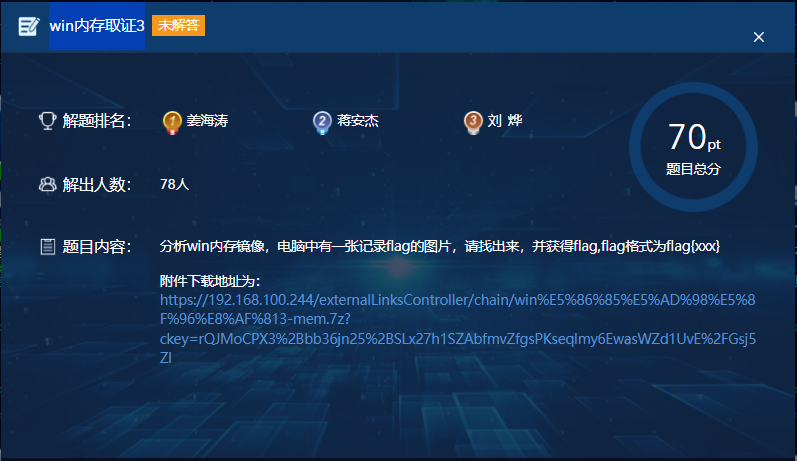 win内存取证3 未解答
×
解题排名： 1 姜海涛 2 蒋安杰 3 刘 烨
70pt
题目总分
解出人数： 78人
题目内容： 分析win内存镜像，电脑中有一张记录flag的图片，请找出来，并获得flag,flag格式为flag{xxx}
附件下载地址为：
https://192.168.100.244/externalLinksController/chain/win%E5%86%85%E5%AD%98%E5%8
F%96%E8%AF%813-mem.7z?
ckey=rQJMoCPX3%2Bbb36jn25%2BSLx27h1SZAbfmvZfgsPKseqImy6EwasWZd1UvE%2FGsj5
ZI